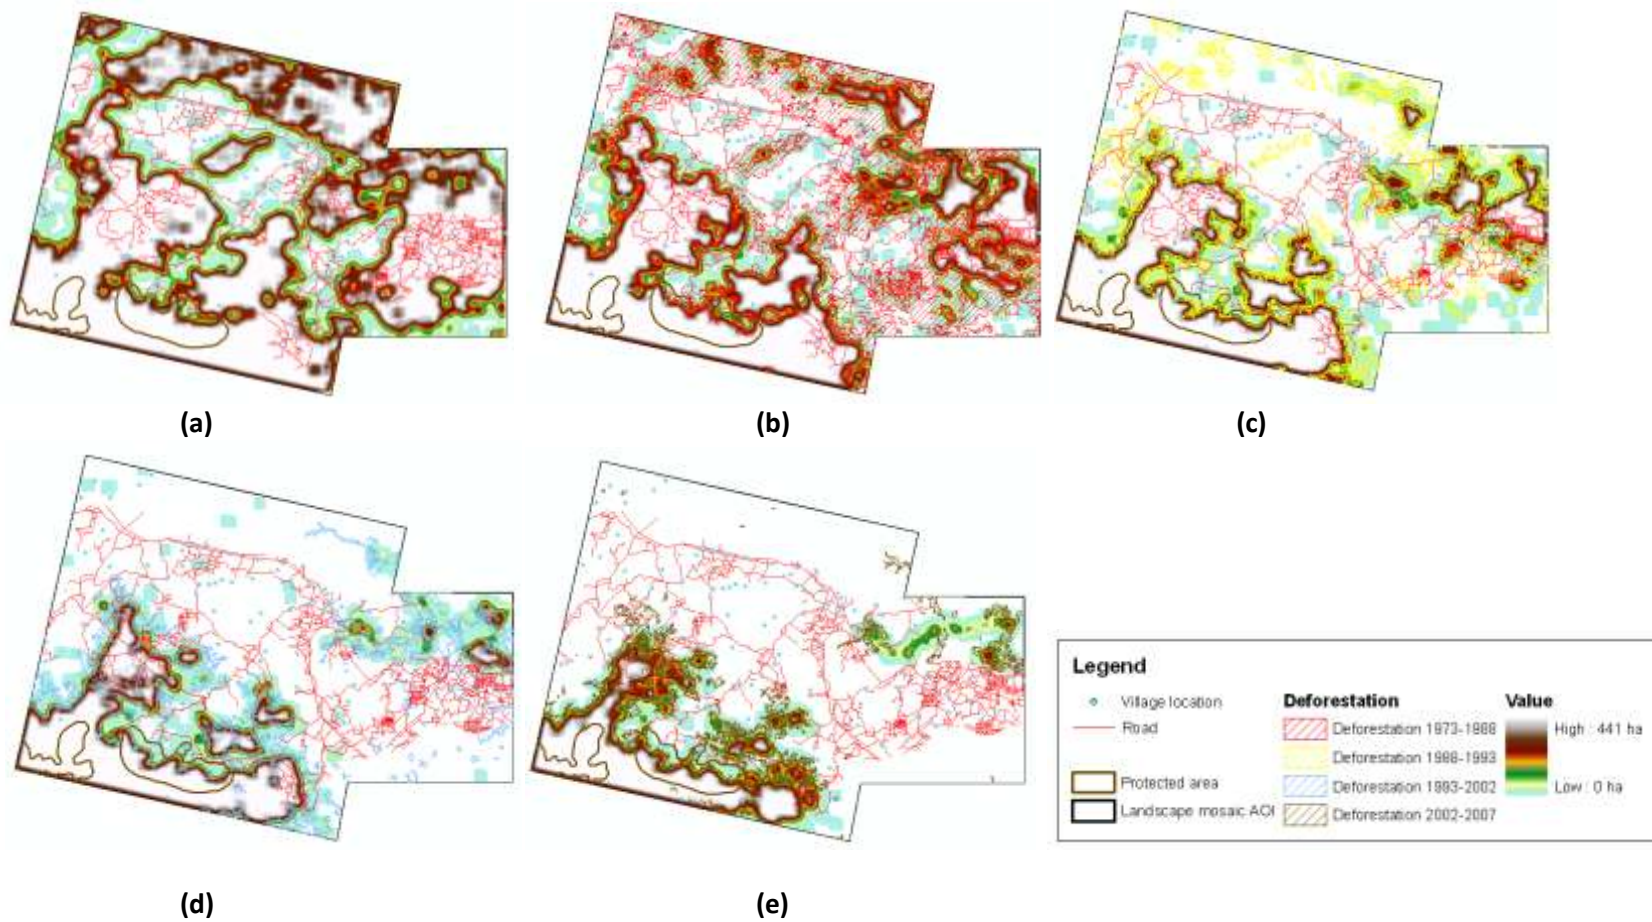 (a)
(b)
(c)
(d)
(e)
Legend
Village location
Road
Protected area
Landscape mosaic AOI
Deforestation
Deforestation 1973-1988
Deforestation 1988-1993
Deforestation 1993-2002
Deforestation 2002-2007
Value
High : 441 ha
Low : 0 ha